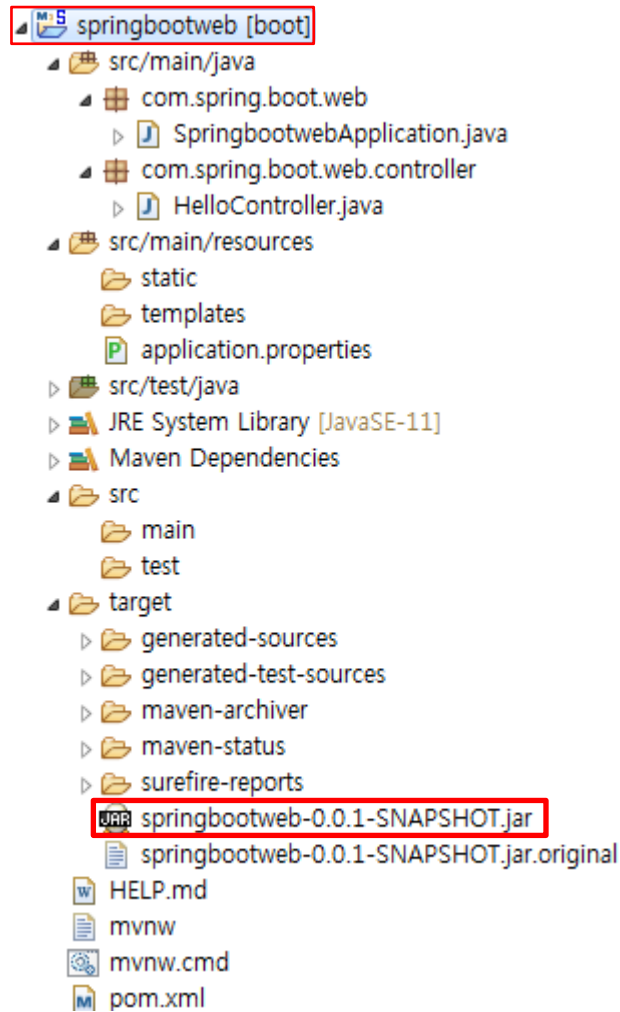 springbootweb [boot]
src/main/java
com.spring.boot.web
SpringbootwebApplication.java
com.spring.boot.web.controller
HelloController.java
src/main/resources
static
templates
application.properties
src/test/java
JRE System Library [JavaSE-11]
Maven Dependencies
src
main
test
target
generated-sources
generated-test-sources
maven-archiver
maven-status
surefire-reports
springbootweb-0.0.1-SNAPSHOT.jar
springbootweb-0.0.1-SNAPSHOT.jar.original
HELP.md
mvnw
mvnw.cmd
pom.xml